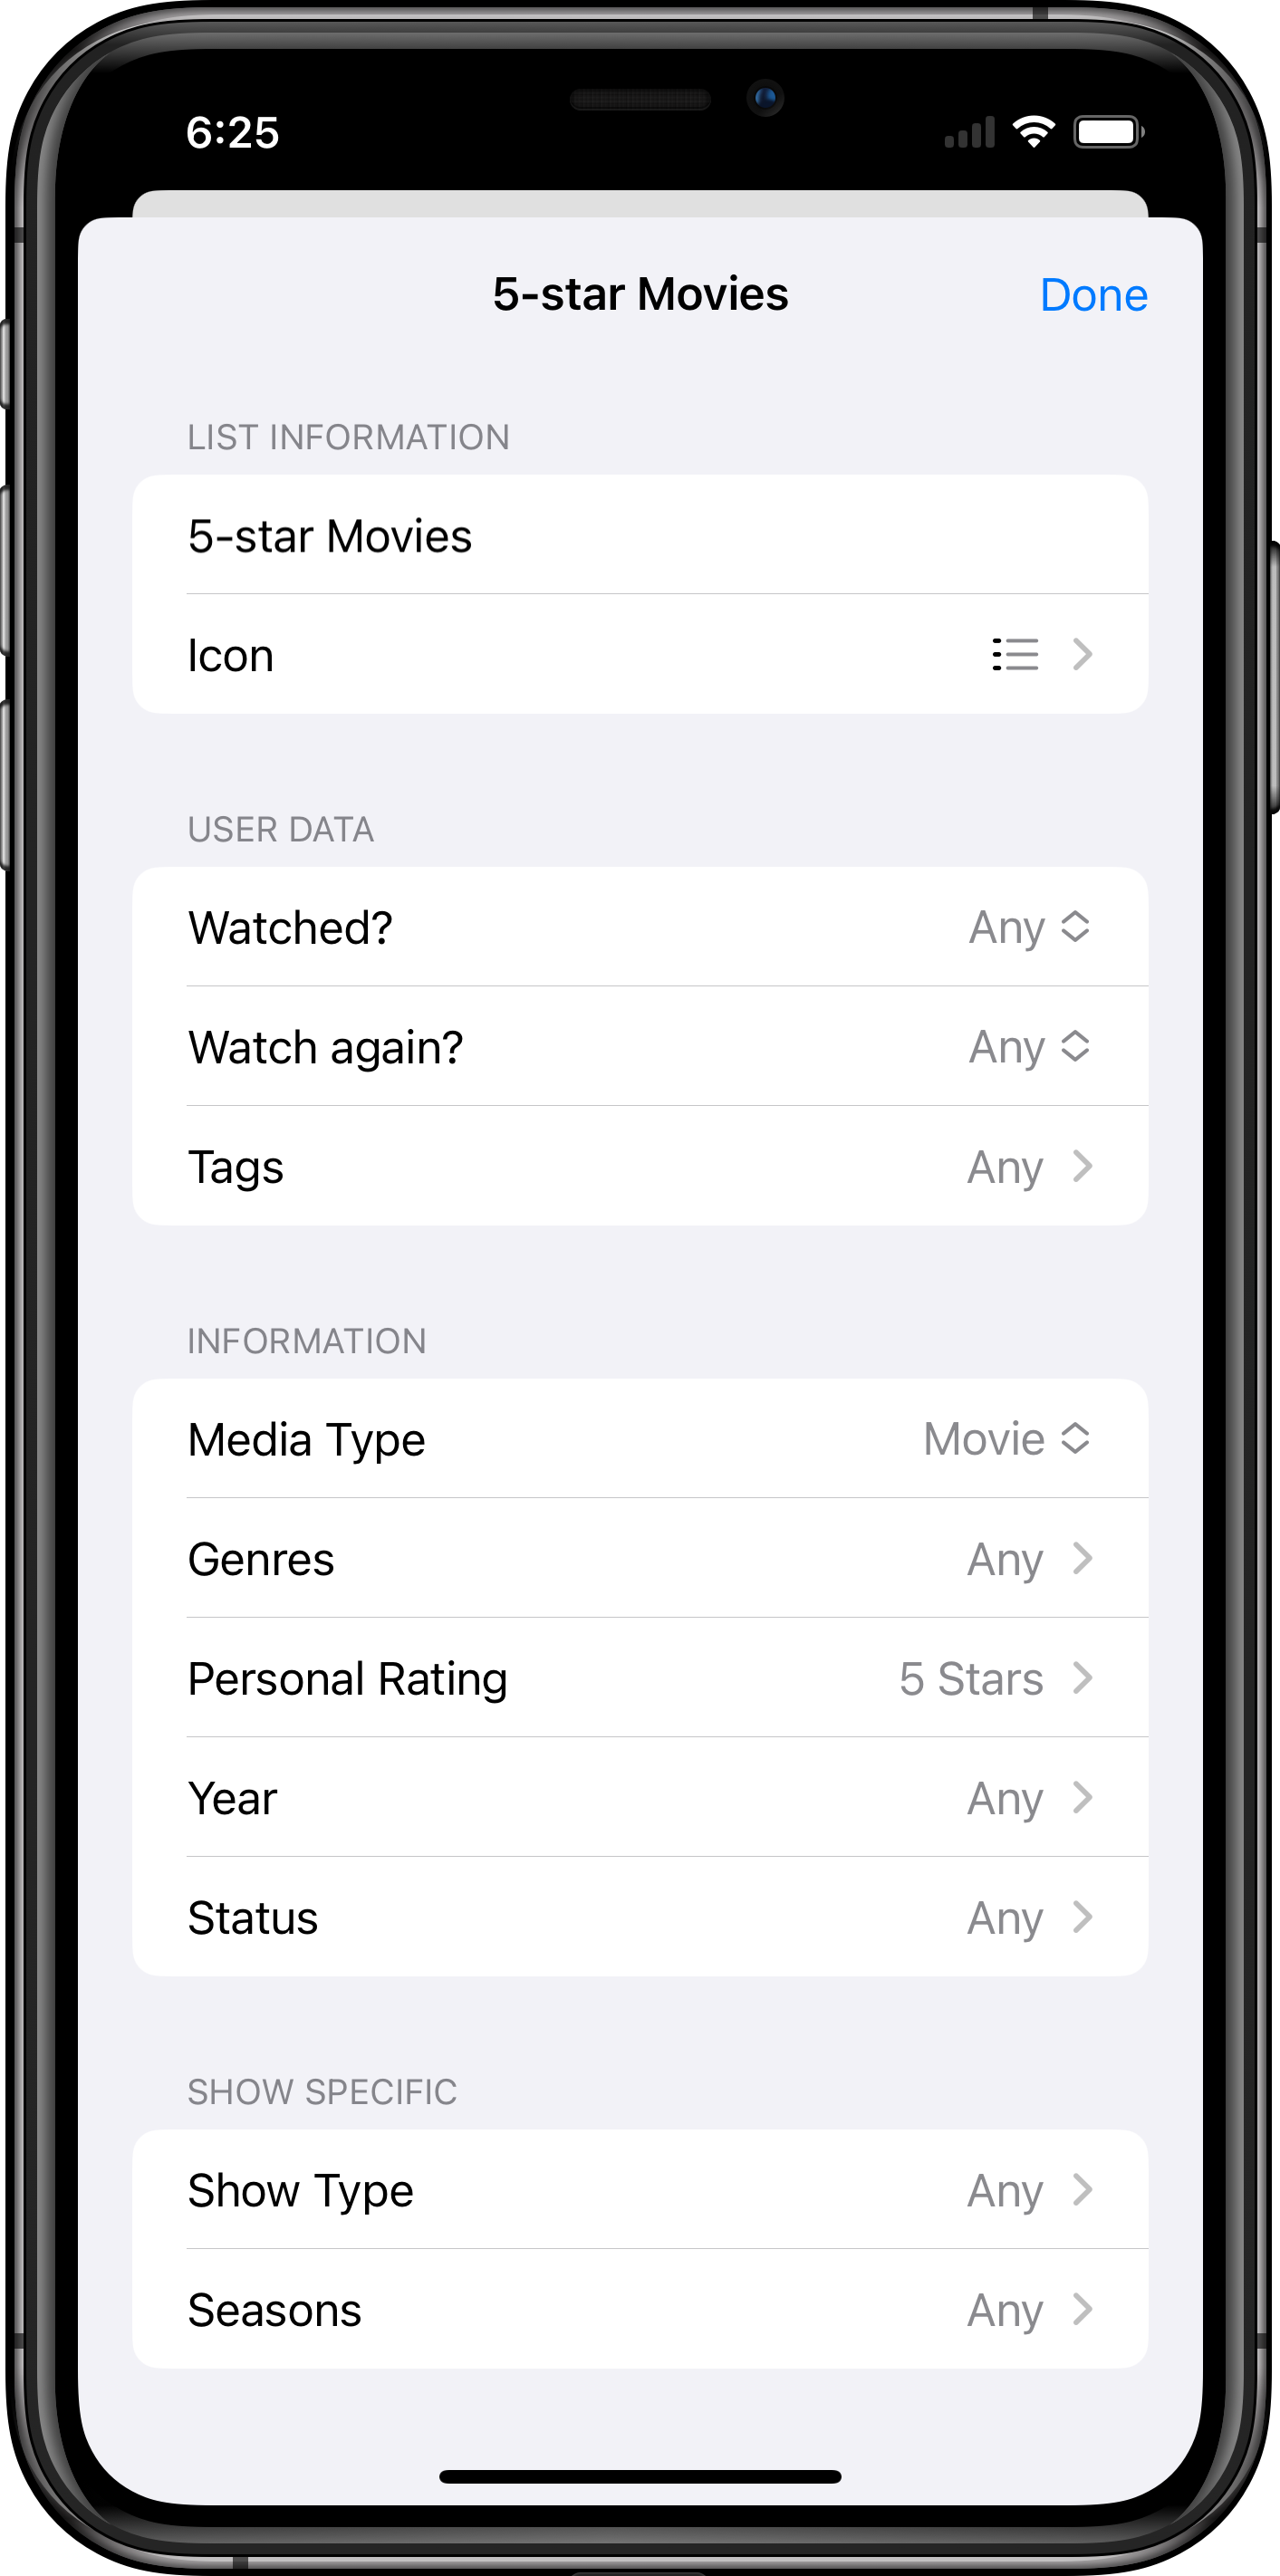 6:25
5-star Movies Done
LIST INFORMATION
5-star Movies
Icon
USER DATA
Watched? Any
Watch again? Any
Tags Any
INFORMATION
Media Type Movie
Genres Any
Personal Rating 5 Stars
Year Any
Status Any
SHOW SPECIFIC
Show Type Any
Seasons Any